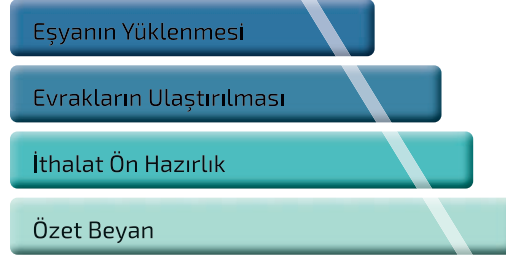 Eşyanın Yüklenmesi
Evrakların Ulaştırılması
İthalat Ön Hazırlık
Özet Beyan